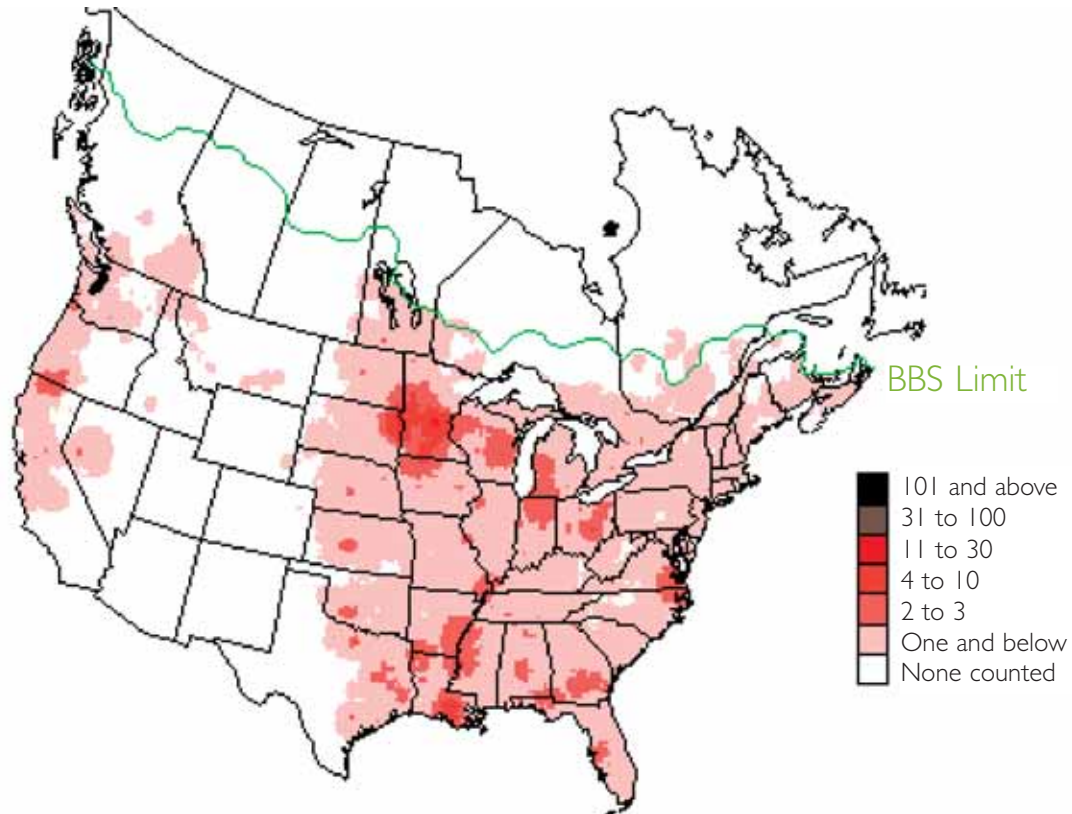 BBS Limit
101 and above
31 to 100
11 to 30
4 to 10
2 to 3
One and below
None counted